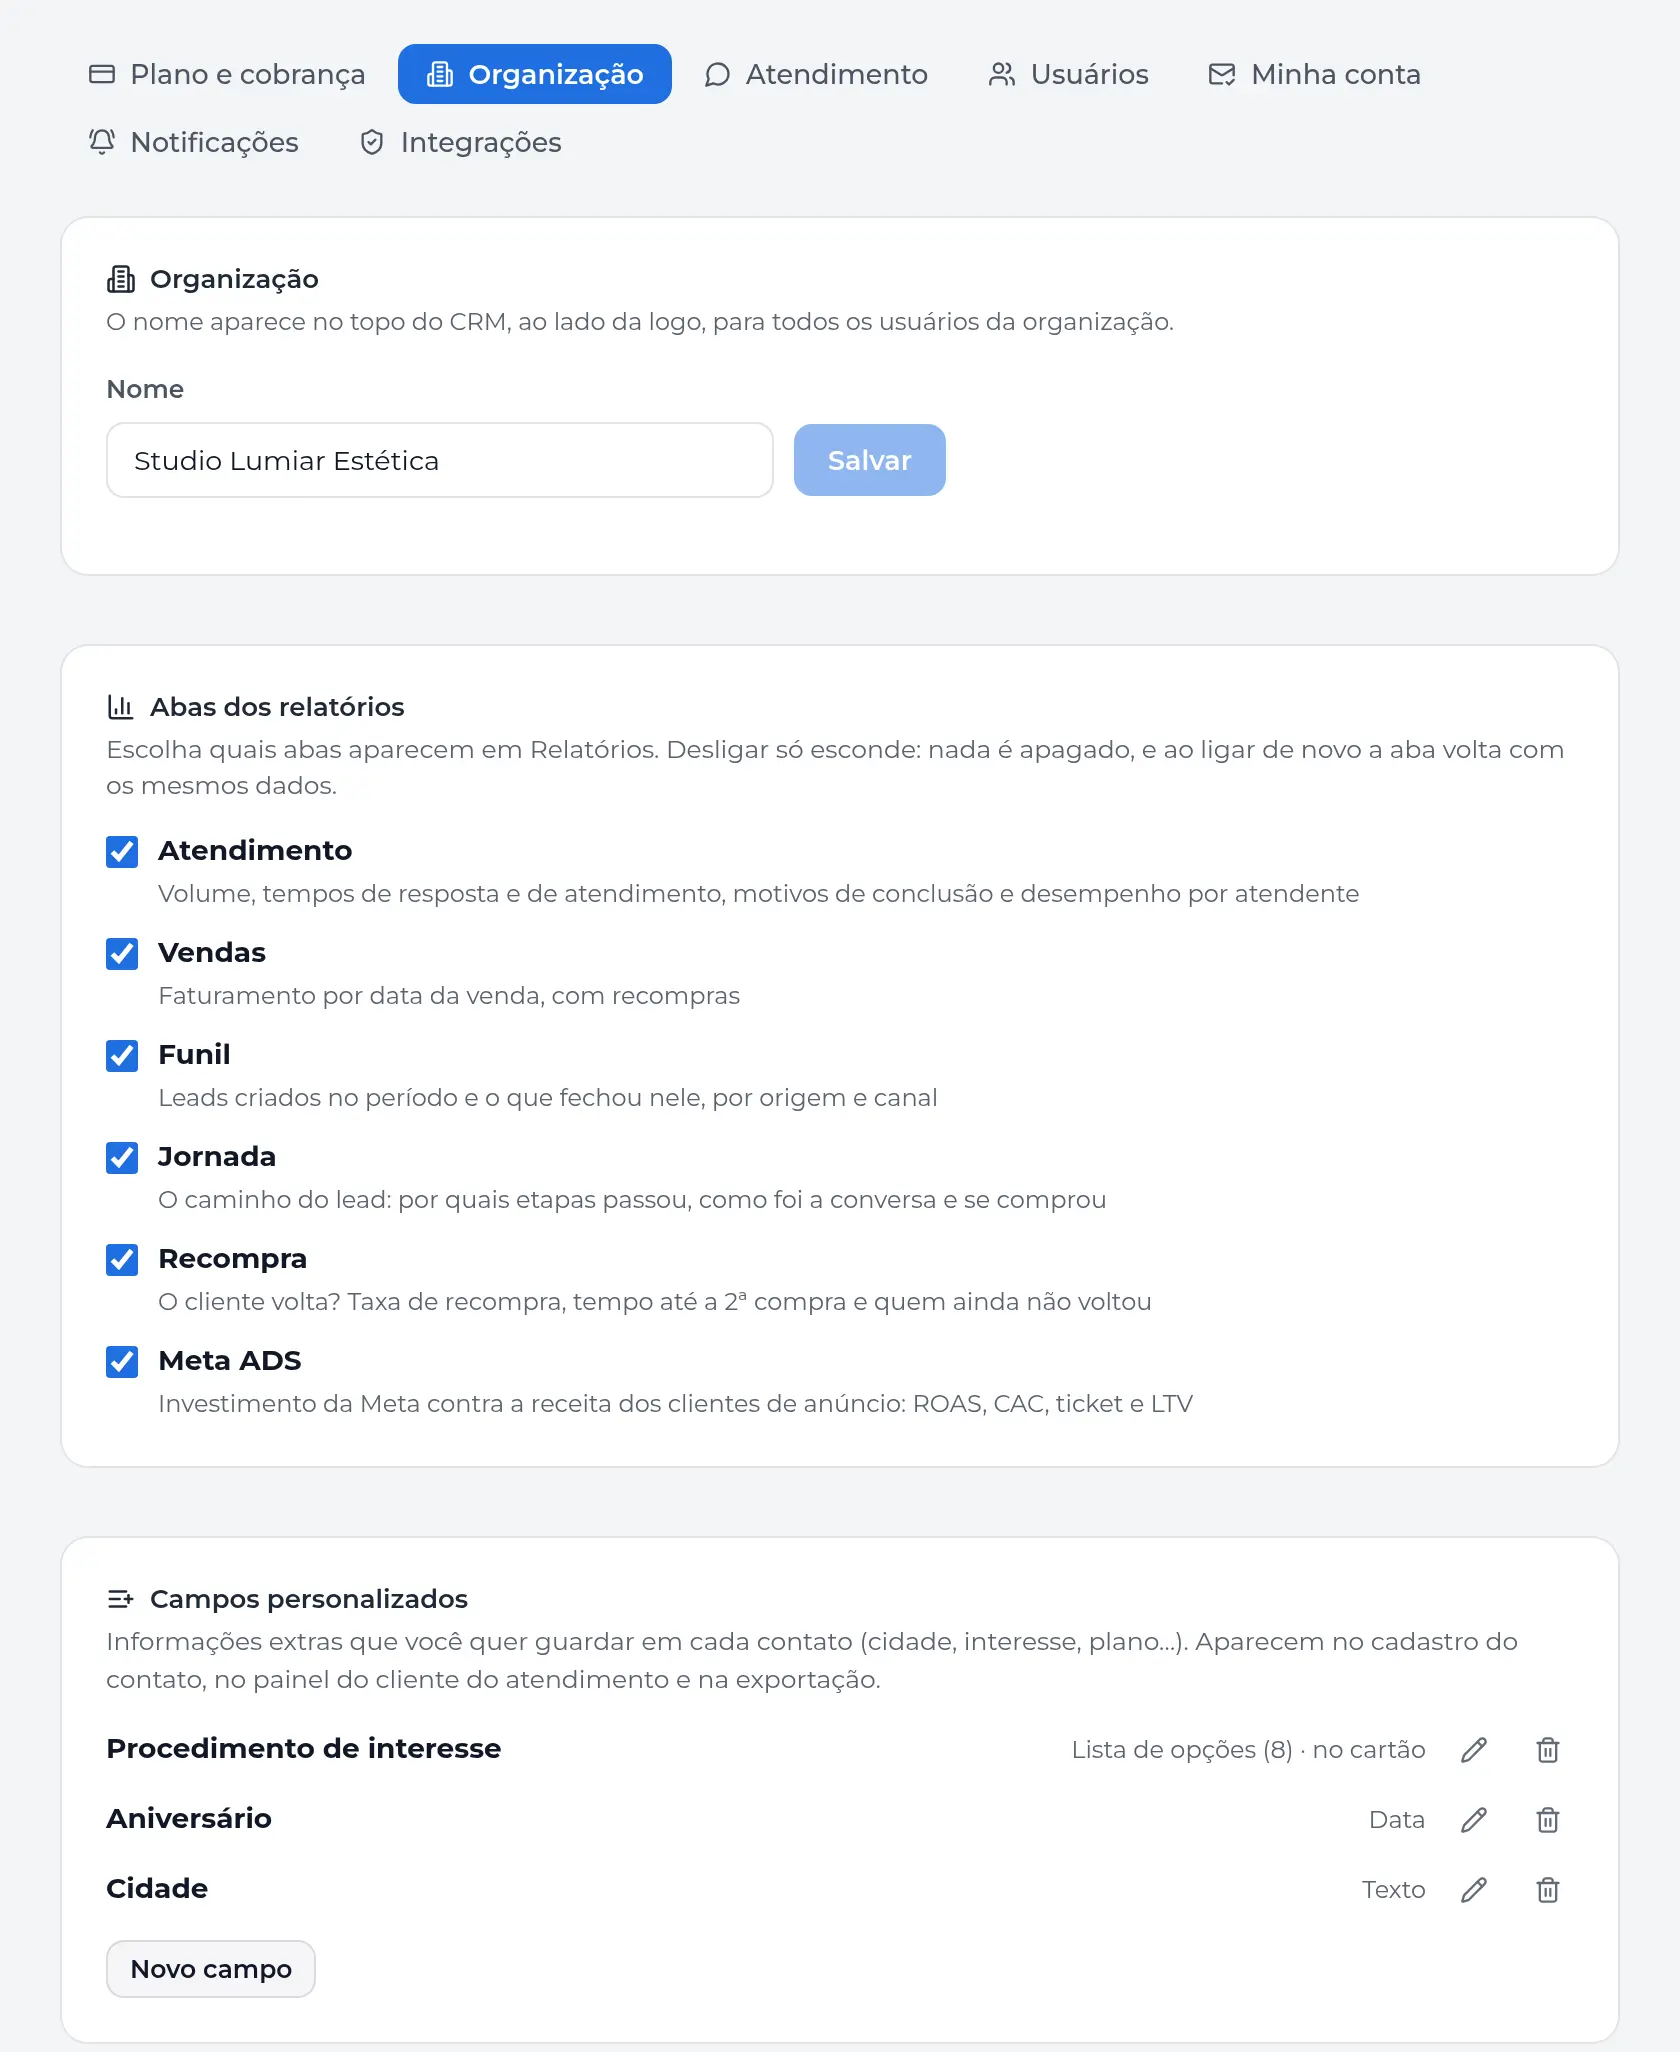 Plano e cobrança
Organização
Atendimento
Usuários
Minha conta
Notificações
Integrações
Organização
O nome aparece no topo do CRM, ao lado da logo, para todos os usuários da organização.
Nome
Studio Lumiar Estética
Salvar
Abas dos relatórios
Escolha quais abas aparecem em Relatórios. Desligar só esconde: nada é apagado, e ao ligar de novo a aba volta com
os mesmos dados.
Atendimento
Volume, tempos de resposta e de atendimento, motivos de conclusão e desempenho por atendente
Vendas
Faturamento por data da venda, com recompras
Funil
Leads criados no período e o que fechou nele, por origem e canal
Jornada
O caminho do lead: por quais etapas passou, como foi a conversa e se comprou
Recompra
O cliente volta? Taxa de recompra, tempo até a 2ª compra e quem ainda não voltou
Meta ADS
Investimento da Meta contra a receita dos clientes de anúncio: ROAS, CAC, ticket e LTV
Campos personalizados
Informações extras que você quer guardar em cada contato (cidade, interesse, plano...). Aparecem no cadastro do
contato, no painel do cliente do atendimento e na exportação.
Procedimento de interesse
Lista de opções (8) · no cartão
Aniversário
Data
Cidade
Texto
Novo campo